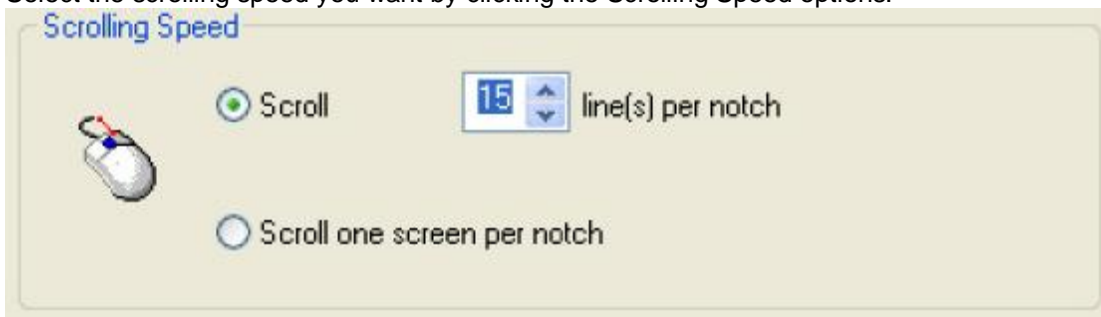 Select the scrolling speed you want by clicking the Scrolling Speed options.
Scrolling Speed
Scroll 15 line(s) per notch
Scroll one screen per notch